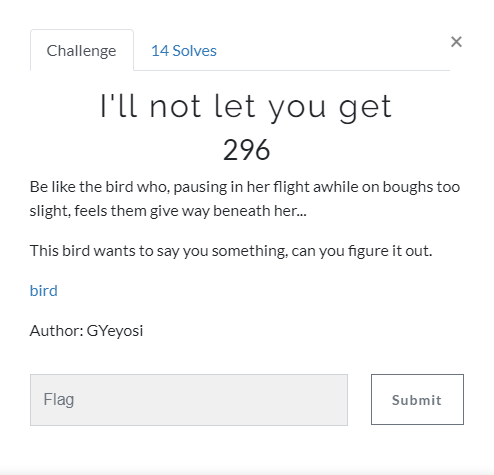 Challenge
14 Solves
×
I'll not let you get
296
Be like the bird who, pausing in her flight awhile on boughs too
slight, feels them give way beneath her...
This bird wants to say you something, can you figure it out.
bird
Author: GYeyosi
Flag
Submit